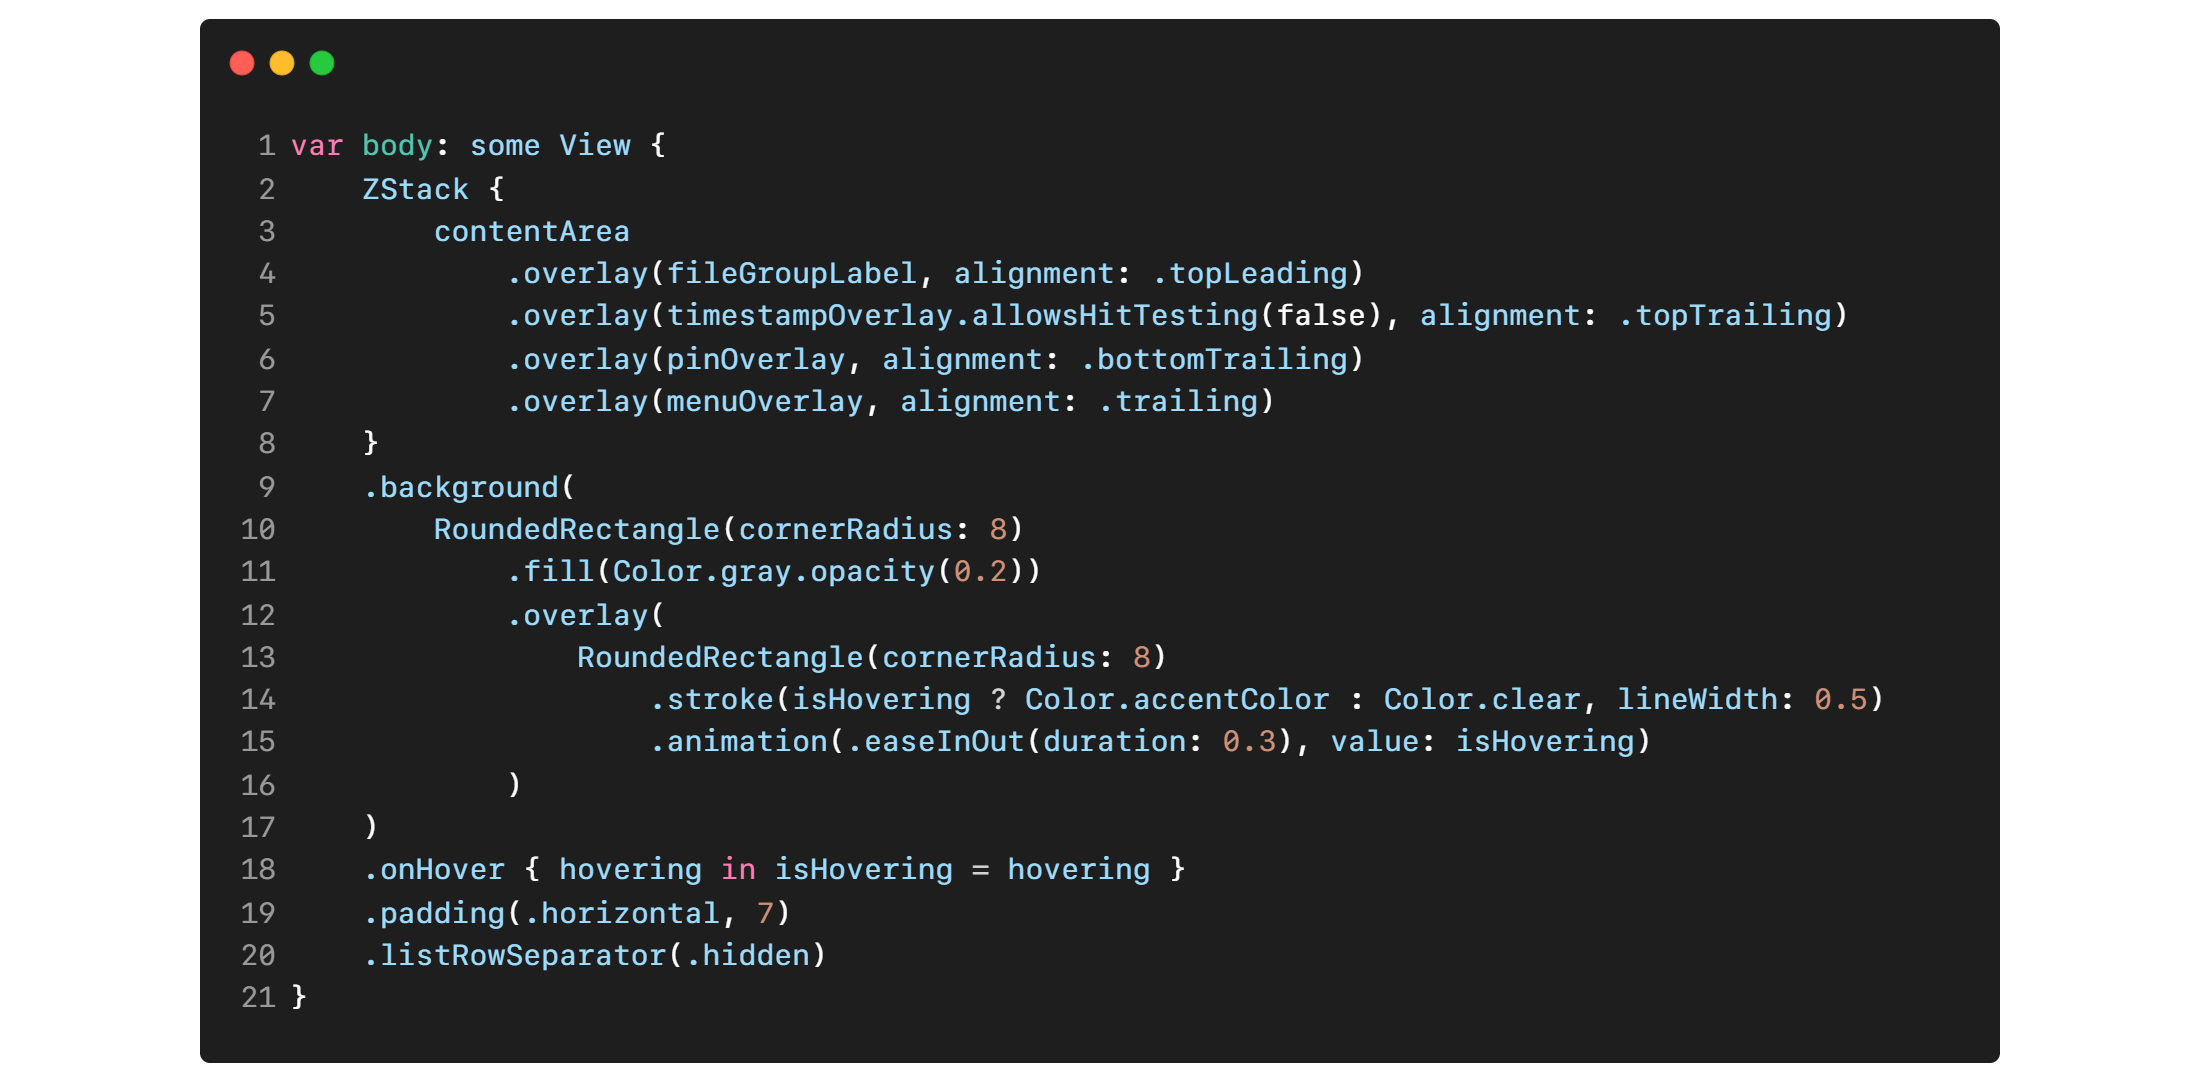 1 var body: some View {
2     ZStack {
3         contentArea
4             .overlay(fileGroupLabel, alignment: .topLeading)
5             .overlay(timestampOverlay.allowsHitTesting(false), alignment: .topTrailing)
6             .overlay(pinOverlay, alignment: .bottomTrailing)
7             .overlay(menuOverlay, alignment: .trailing)
8     }
9     .background(
10         RoundedRectangle(cornerRadius: 8)
11             .fill(Color.gray.opacity(0.2))
12             .overlay(
13                 RoundedRectangle(cornerRadius: 8)
14                     .stroke(isHovering ? Color.accentColor : Color.clear, lineWidth: 0.5)
15                     .animation(.easeInOut(duration: 0.3), value: isHovering)
16             )
17     )
18     .onHover { hovering in isHovering = hovering }
19     .padding(.horizontal, 7)
20     .listRowSeparator(.hidden)
21 }